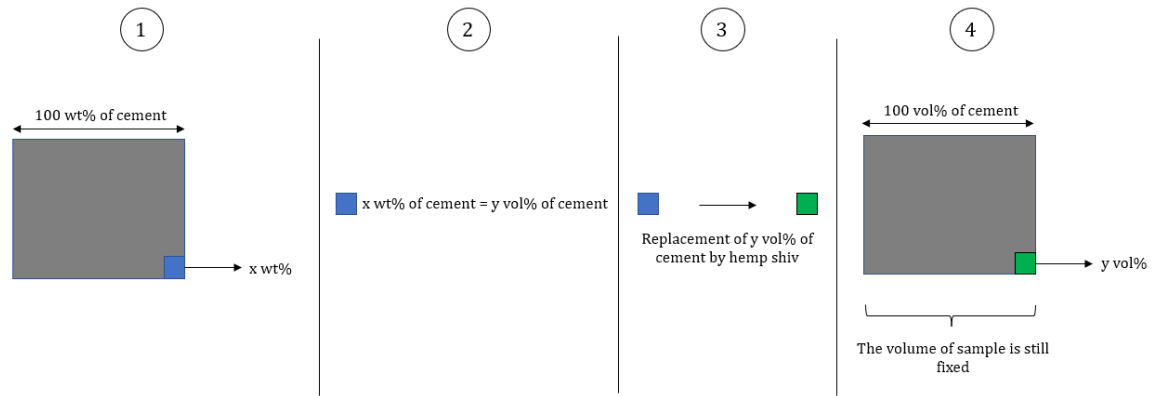 1
2
3
4
100 wt% of cement
x wt%
x wt% of cement = y vol% of cement
Replacement of y vol% of
cement by hemp shiv
100 vol% of cement
y vol%
The volume of sample is still
fixed